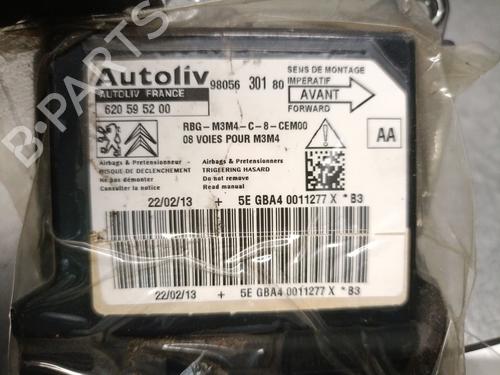 Autoliv
AUTOLIV FRANCE
620 59 52 00
98056 301 80
SENS DE MONTAGE
IMPÉRATIF
AVANT
FORWARD
RBG-M3M4-C-8-CEM00
08 VOIES POUR M3M4
AA
Airbags & Pretensionneur
RISQUE DE DECLENCHEMENT
Ne pas démonter
Consulter la notice
Airbags & Pretensioners
TRIGEERING HASARD
Do not remove
Read manual
22/02/13 + 5E GBA4 0011277 X *B3
22/02/13 + 5E GBA4 0011277 X *B3
B-PARTS